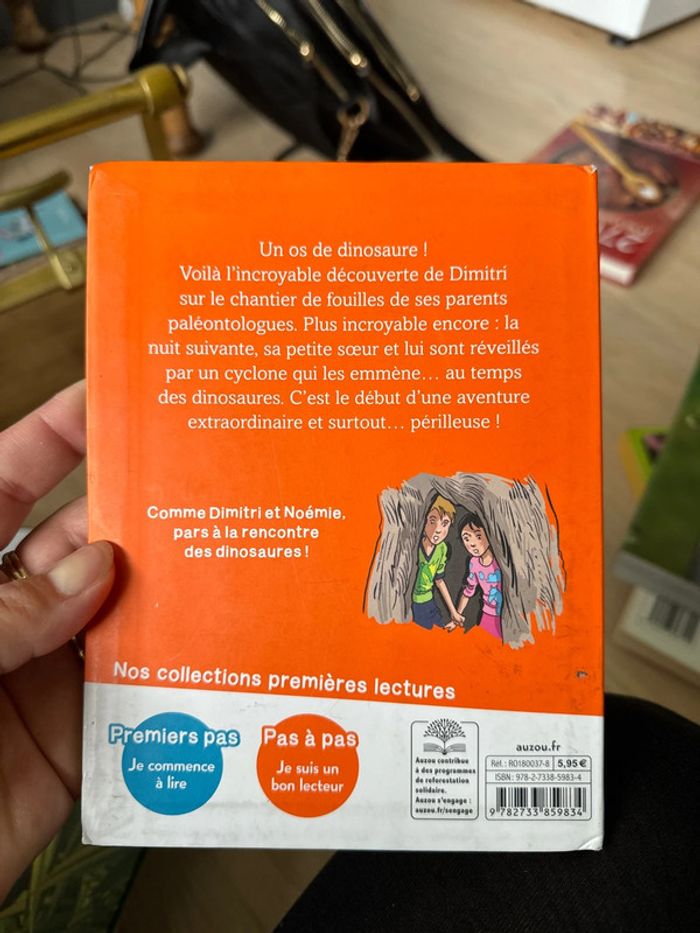 Un os de dinosaure !
Voilà l'incroyable découverte de Dimitri
sur le chantier de fouilles de ses parents
paléontologues. Plus incroyable encore : la
nuit suivante, sa petite sœur et lui sont réveillés
par un cyclone qui les emmène… au temps
des dinosaures. C'est le début d'une aventure
extraordinaire et surtout… périlleuse !
Comme Dimitri et Noémie,
pars à la rencontre
des dinosaures !
Nos collections premières lectures
Premiers pas
Je commence
à lire
Pas à pas
Je suis un
bon lecteur
Auzou contribue
à des programmes
de reforestation
solidaire.
Auzou s'engage :
auzou.fr/sengage
auzou.fr
Réf. : RO180037-8 5,95 €
ISBN : 978-2-7338-5983-4
9 782733 859834